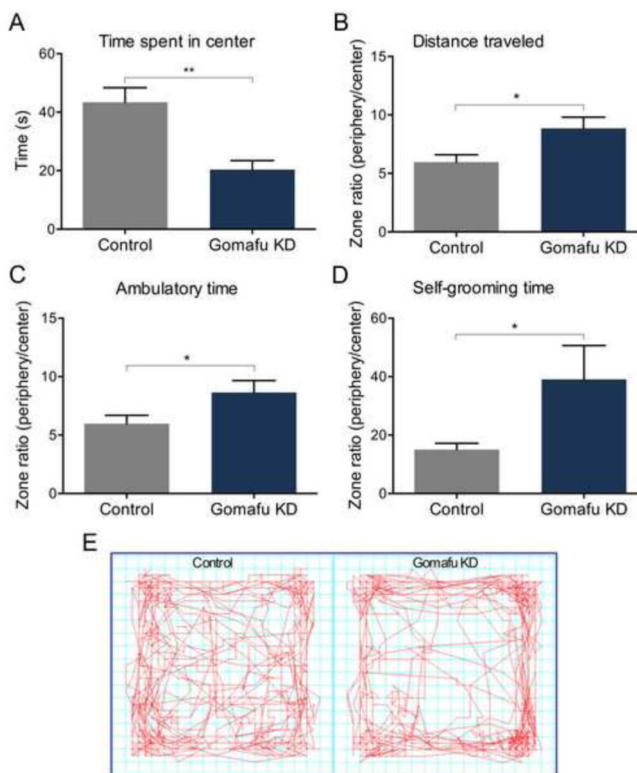 A
Time spent in center
60
40
20
0
Time (s)
**
Control
Gomafu KD
B
Distance traveled
15
10
5
0
Zone ratio (periphery/center)
*
Control
Gomafu KD
C
Ambulatory time
15
10
5
0
Zone ratio (periphery/center)
*
Control
Gomafu KD
D
Self-grooming time
60
40
20
0
Zone ratio (periphery/center)
*
Control
Gomafu KD
E
Control
Gomafu KD